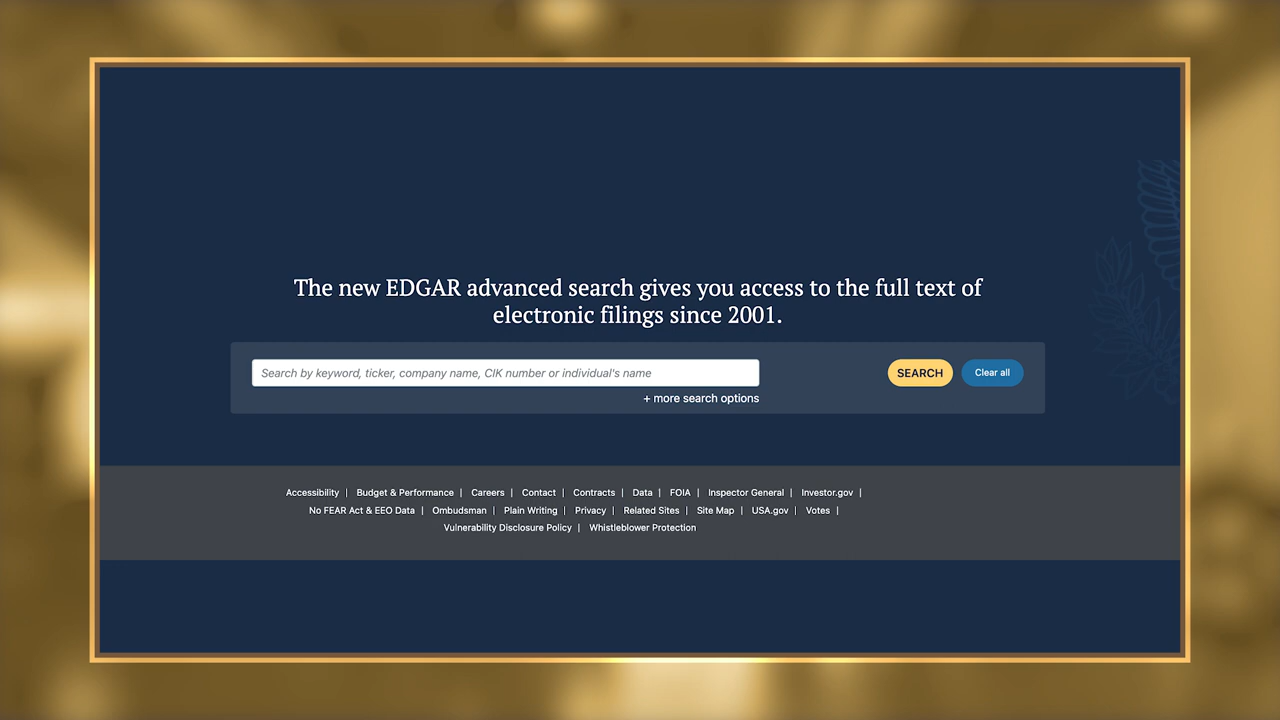 The new EDGAR advanced search gives you access to the full text of
electronic filings since 2001.
Search by keyword, ticker, company name, CIK number or individual's name
SEARCH
Clear all
+ more search options
Accessibility | Budget & Performance | Careers | Contact | Contracts | Data | FOIA | Inspector General | Investor.gov |
No FEAR Act & EEO Data | Ombudsman | Plain Writing | Privacy | Related Sites | Site Map | USA.gov | Votes |
Vulnerability Disclosure Policy | Whistleblower Protection